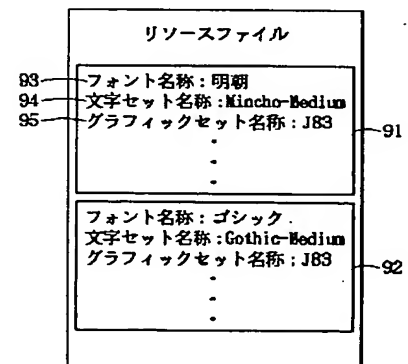 リソースファイル
93 フォント名称：明朝
94 文字セット名称：Mincho-Medium
95 グラフィックセット名称：J83
91
フォント名称：ゴシック
文字セット名称：Gothic-Medium
グラフィックセット名称：J83
92